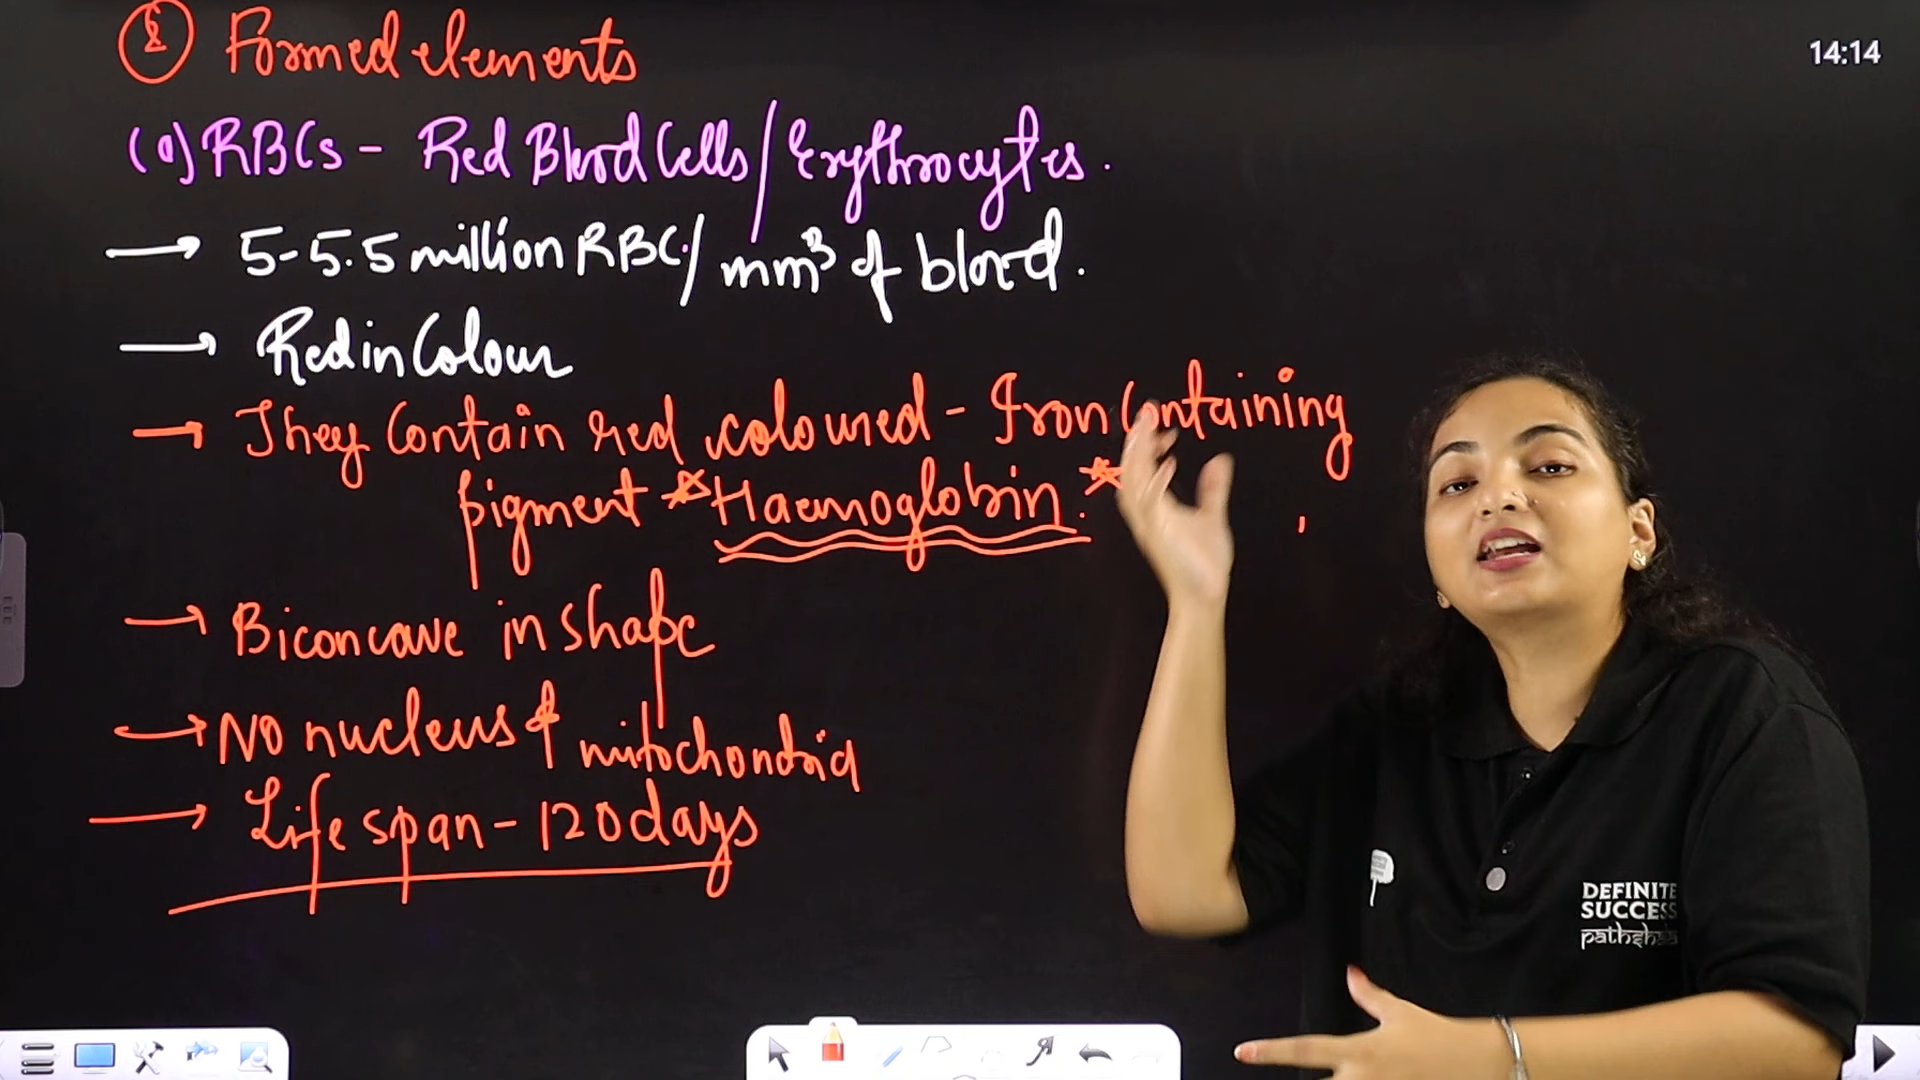 ② Formed elements
14:14
(a) RBCs - Red Blood Cells / Erythrocytes.
→ 5-5.5 million RBC / mm³ of blood.
→ Red in Colour
→ They Contain red coloured - Iron Containing
pigment *Haemoglobin.*
→ Biconcave in shape
→ No nucleus & mitochondria
→ Life span - 120 days
DEFINITE
SUCCESS
pathshala